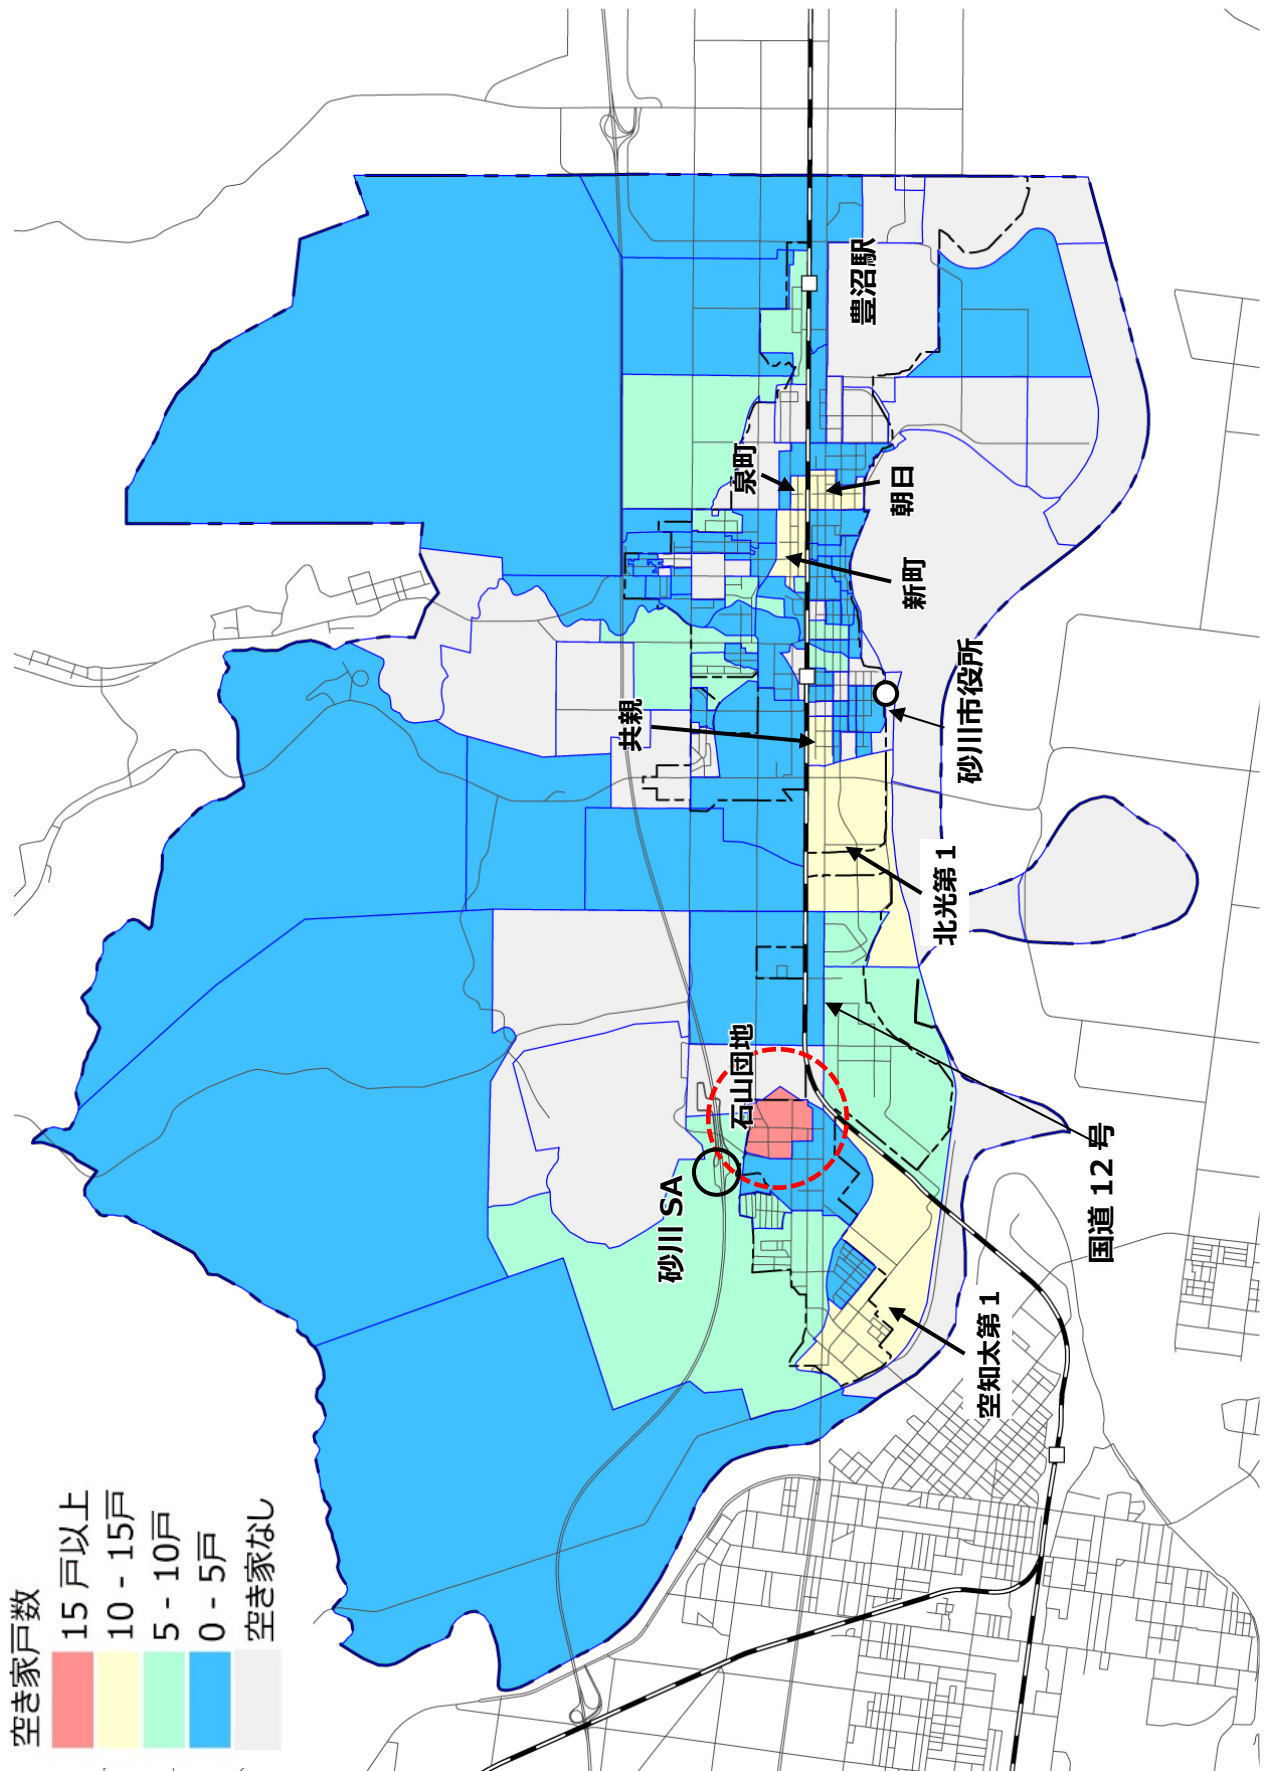 空き家戸数
15 戸以上
10 - 15戸
5 - 10戸
0 - 5戸
空き家なし
砂川 SA
石山団地
共親
泉町
豊沼駅
朝日
新町
砂川市役所
北光第 1
国道 12 号
空知太第 1